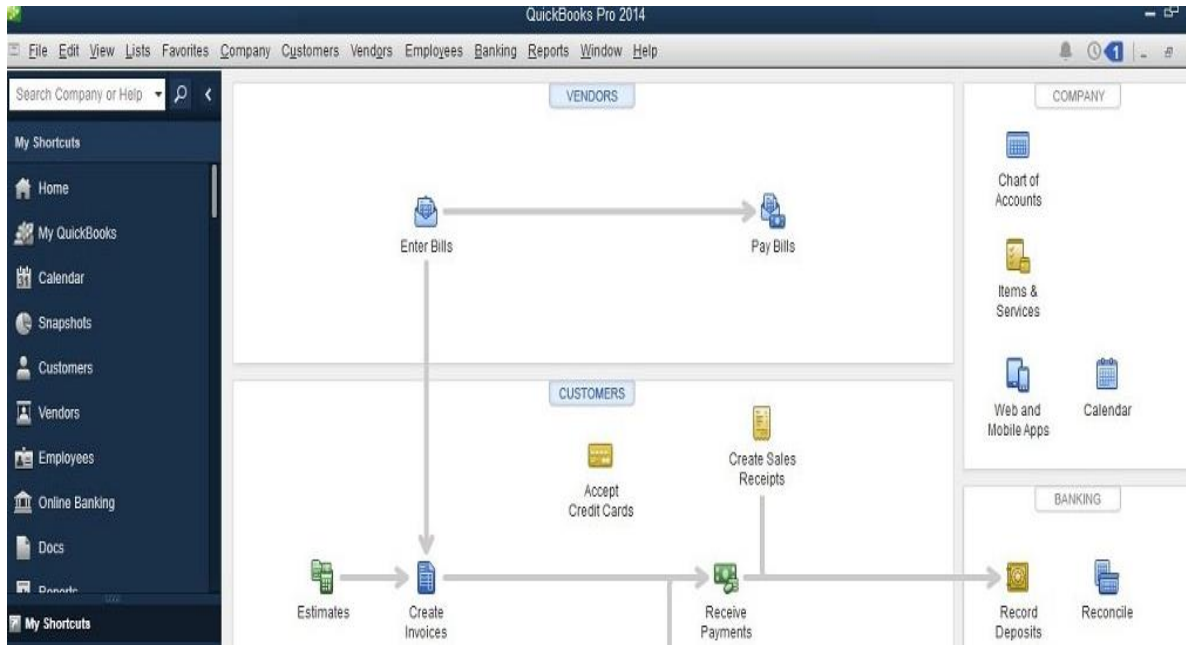 QuickBooks Pro 2014
File Edit View Lists Favorites Company Customers Vendors Employees Banking Reports Window Help
1
Search Company or Help
My Shortcuts
Home
My QuickBooks
31
Calendar
Snapshots
Customers
Vendors
Employees
Online Banking
Docs
Reports
My Shortcuts
VENDORS
Enter Bills
Pay Bills
CUSTOMERS
Accept
Credit Cards
Create Sales
Receipts
Estimates
Create
Invoices
Receive
Payments
COMPANY
Chart of
Accounts
Items &
Services
Web and
Mobile Apps
Calendar
BANKING
Record
Deposits
Reconcile